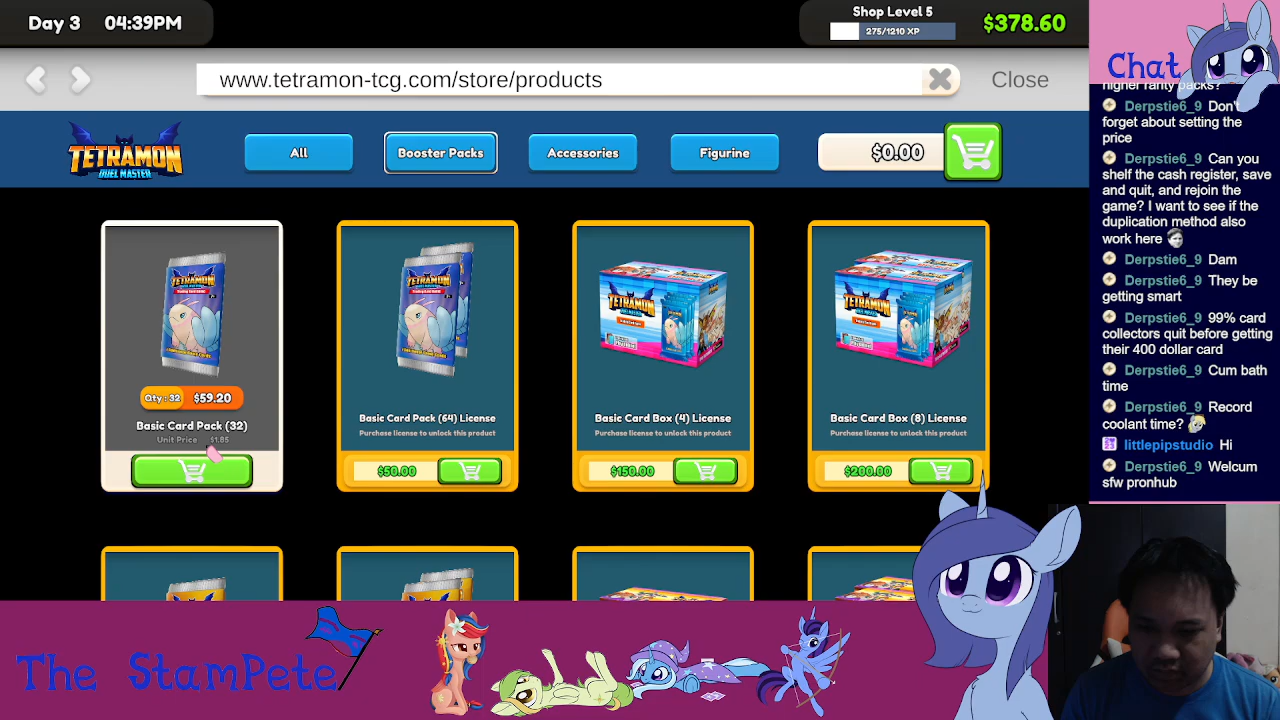 Day 3 04:39PM
Shop Level 5
275/1210 XP
$378.60
www.tetramon-tcg.com/store/products
Close
TETRAMON
DUEL MASTER
All
Booster Packs
Accessories
Figurine
$0.00
TETRAMON
Qty : 32 $59.20
Basic Card Pack (32)
Unit Price $1.85
TETRAMON
Basic Card Pack (64) License
Purchase license to unlock this product
$50.00
TETRAMON
Basic Card Box (4) License
Purchase license to unlock this product
$150.00
TETRAMON
Basic Card Box (8) License
Purchase license to unlock this product
$200.00
Chat
higher rarity packs?
Derpstie6_9 Don't
forget about setting the
price
Derpstie6_9 Can you
shelf the cash register, save
and quit, and rejoin the
game? I want to see if the
duplication method also
work here
Derpstie6_9 Dam
Derpstie6_9 They be
getting smart
Derpstie6_9 99% card
collectors quit before getting
their 400 dollar card
Derpstie6_9 Cum bath
time
Derpstie6_9 Record
coolant time?
littlepipstudio Hi
Derpstie6_9 Welcum
sfw pronhub
The StamPete